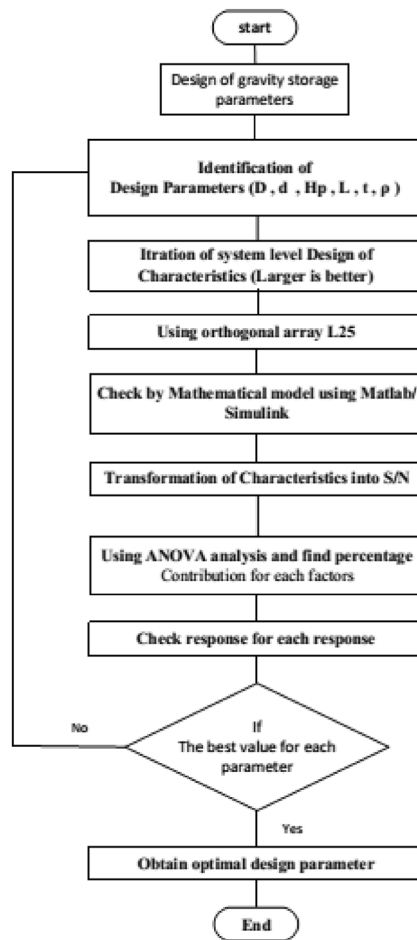 start
Design of gravity storage
parameters
Identification of
Design Parameters (D , d , Hp , L , t , ρ )
Itration of system level Design of
Characteristics (Larger is better)
Using orthogonal array L25
Check by Mathematical model using Matlab/
Simulink
Transformation of Characteristics into S/N
Using ANOVA analysis and find percentage
Contribution for each factors
Check response for each response
If
The best value for each
parameter
No
Yes
Obtain optimal design parameter
End